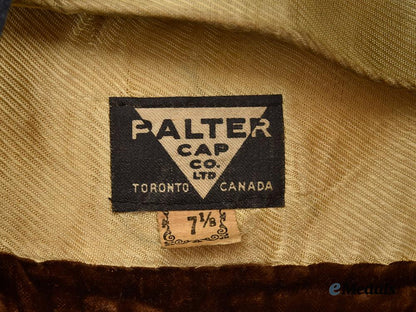 PALTER
CAP
CO.
LTD
TORONTO CANADA
7 1/8
eMedals